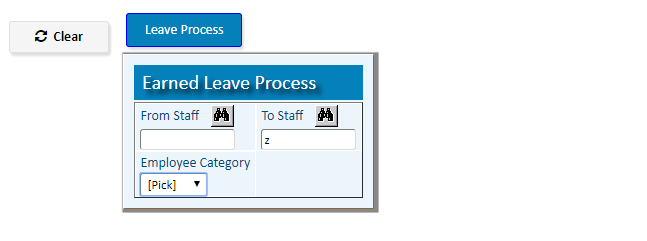 Clear
Leave Process
Earned Leave Process
From Staff
To Staff
z
Employee Category
[Pick]